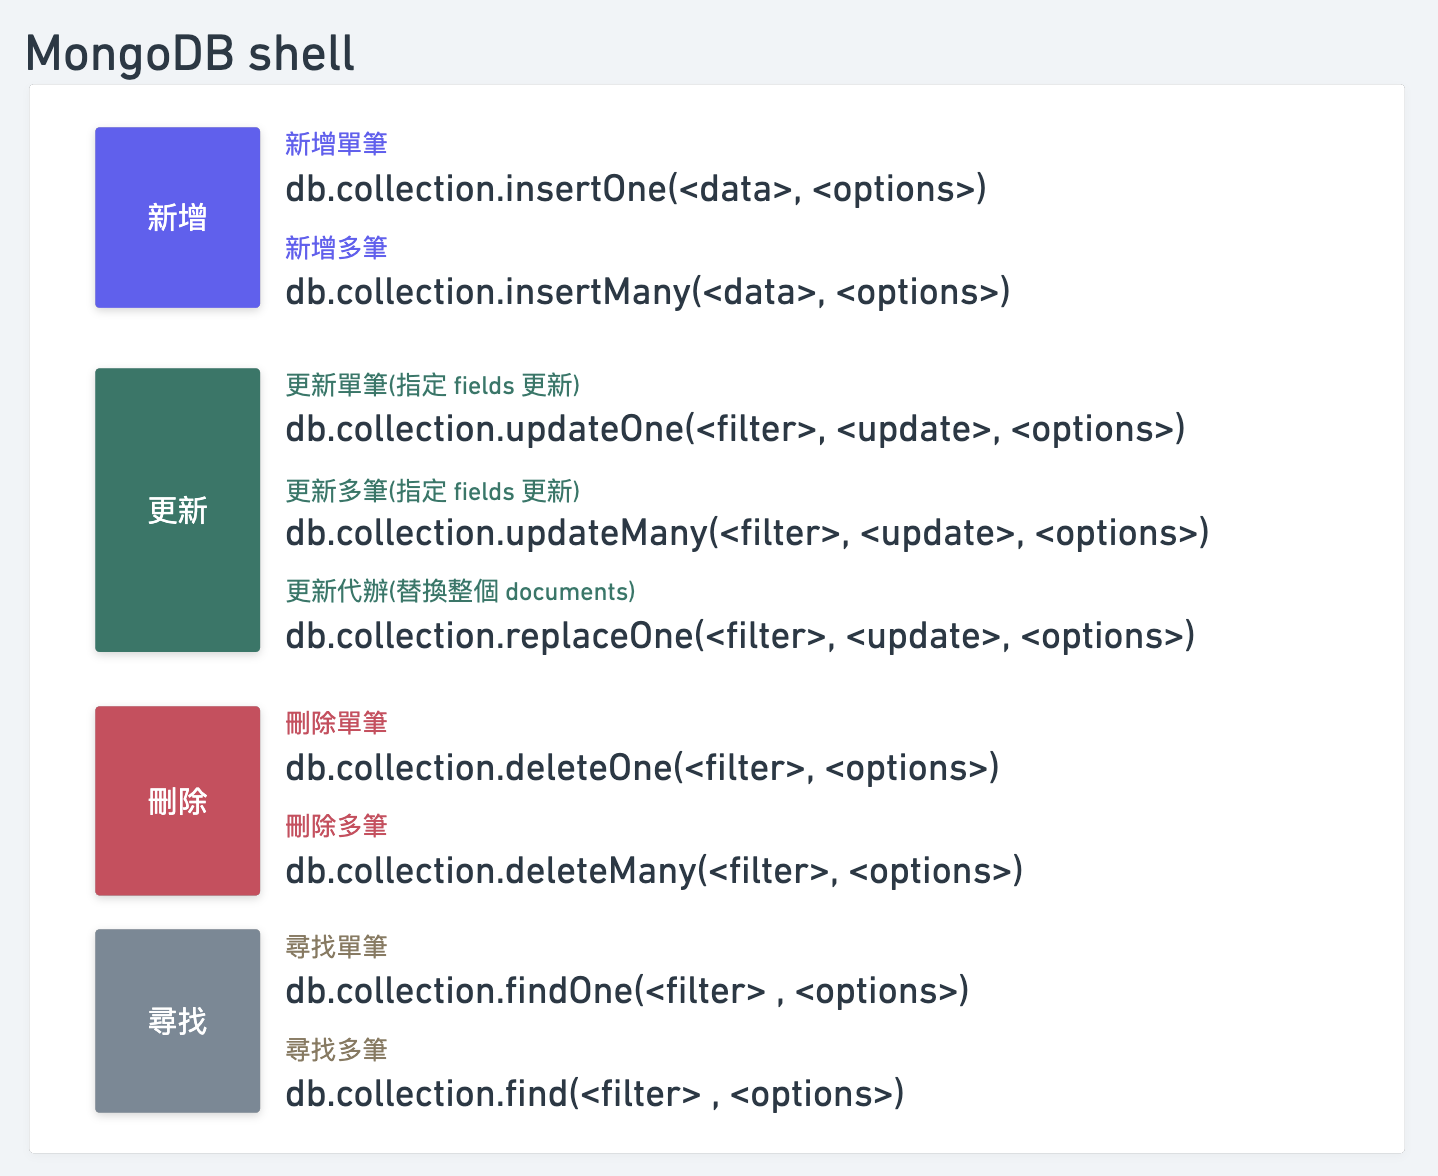 MongoDB shell
新增
新增單筆
db.collection.insertOne(<data>, <options>)
新增多筆
db.collection.insertMany(<data>, <options>)
更新
更新單筆(指定 fields 更新)
db.collection.updateOne(<filter>, <update>, <options>)
更新多筆(指定 fields 更新)
db.collection.updateMany(<filter>, <update>, <options>)
更新代辦(替換整個 documents)
db.collection.replaceOne(<filter>, <update>, <options>)
刪除
刪除單筆
db.collection.deleteOne(<filter>, <options>)
刪除多筆
db.collection.deleteMany(<filter>, <options>)
尋找
尋找單筆
db.collection.findOne(<filter> , <options>)
尋找多筆
db.collection.find(<filter> , <options>)